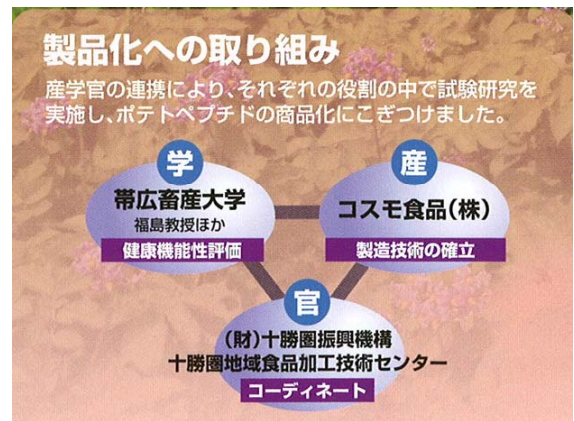 製品化への取り組み
産学官の連携により、それぞれの役割の中で試験研究を
実施し、ポテトペプチドの商品化にこぎつけました。
学
帯広畜産大学
福島教授ほか
健康機能性評価
産
コスモ食品(株)
製造技術の確立
官
(財)十勝圏振興機構
十勝圏地域食品加工技術センター
コーディネート